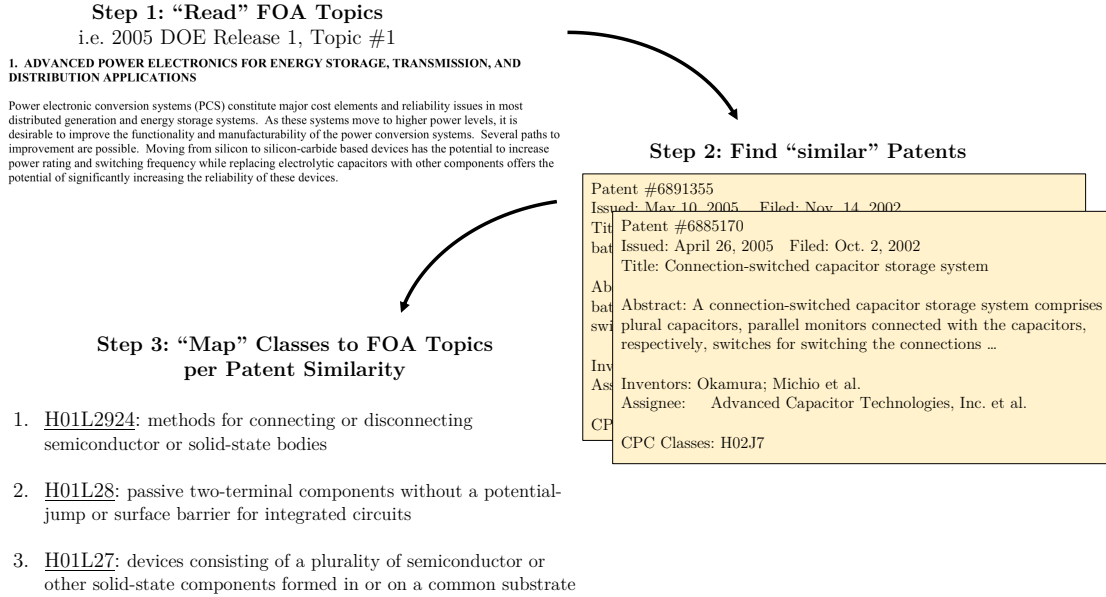 Step 1: “Read” FOA Topics
i.e. 2005 DOE Release 1, Topic #1
1. ADVANCED POWER ELECTRONICS FOR ENERGY STORAGE, TRANSMISSION, AND
DISTRIBUTION APPLICATIONS
Power electronic conversion systems (PCS) constitute major cost elements and reliability issues in most
distributed generation and energy storage systems. As these systems move to higher power levels, it is
desirable to improve the functionality and manufacturability of the power conversion systems. Several paths to
improvement are possible. Moving from silicon to silicon-carbide based devices has the potential to increase
power rating and switching frequency while replacing electrolytic capacitors with other components offers the
potential of significantly increasing the reliability of these devices.
Step 2: Find “similar” Patents
Patent #6891355
Issued: May 10, 2005 Filed: Nov. 14, 2002
Tit
bat
Ab
bat
swi
Inv
Ass
CP
Patent #6885170
Issued: April 26, 2005 Filed: Oct. 2, 2002
Title: Connection-switched capacitor storage system
Abstract: A connection-switched capacitor storage system comprises
plural capacitors, parallel monitors connected with the capacitors,
respectively, switches for switching the connections ...
Inventors: Okamura; Michio et al.
Assignee: Advanced Capacitor Technologies, Inc. et al.
CPC Classes: H02J7
Step 3: “Map” Classes to FOA Topics
per Patent Similarity
1. H01L2924: methods for connecting or disconnecting
semiconductor or solid-state bodies
2. H01L28: passive two-terminal components without a potential-
jump or surface barrier for integrated circuits
3. H01L27: devices consisting of a plurality of semiconductor or
other solid-state components formed in or on a common substrate